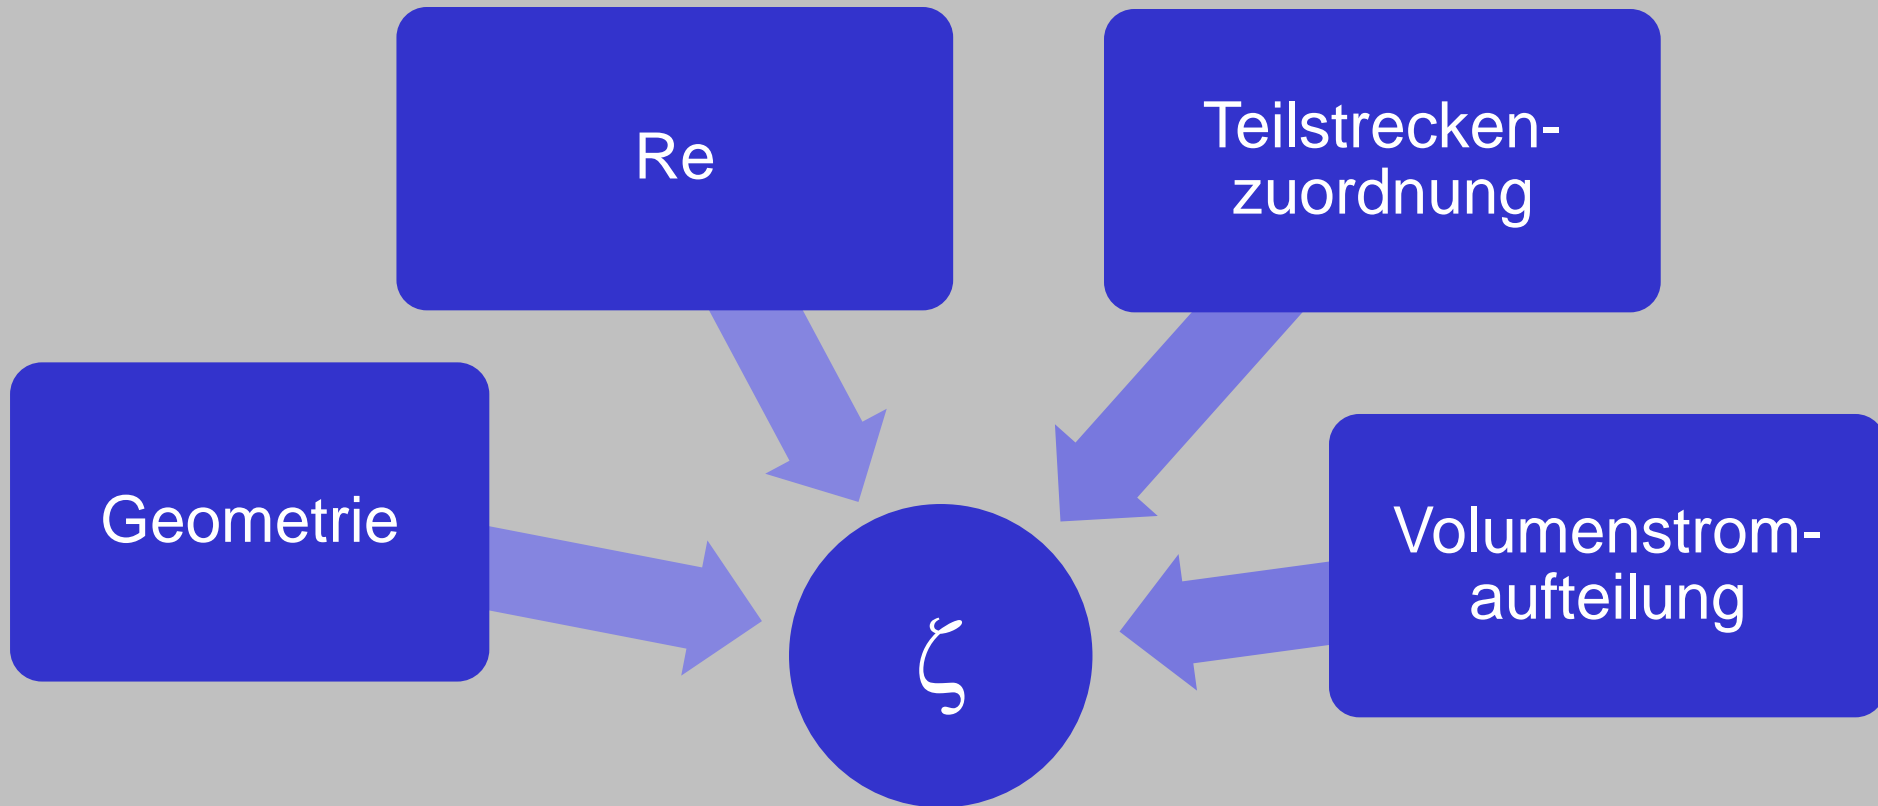 Re
Teilstrecken-
zuordnung
Geometrie
Volumenstrom-
aufteilung
ζ